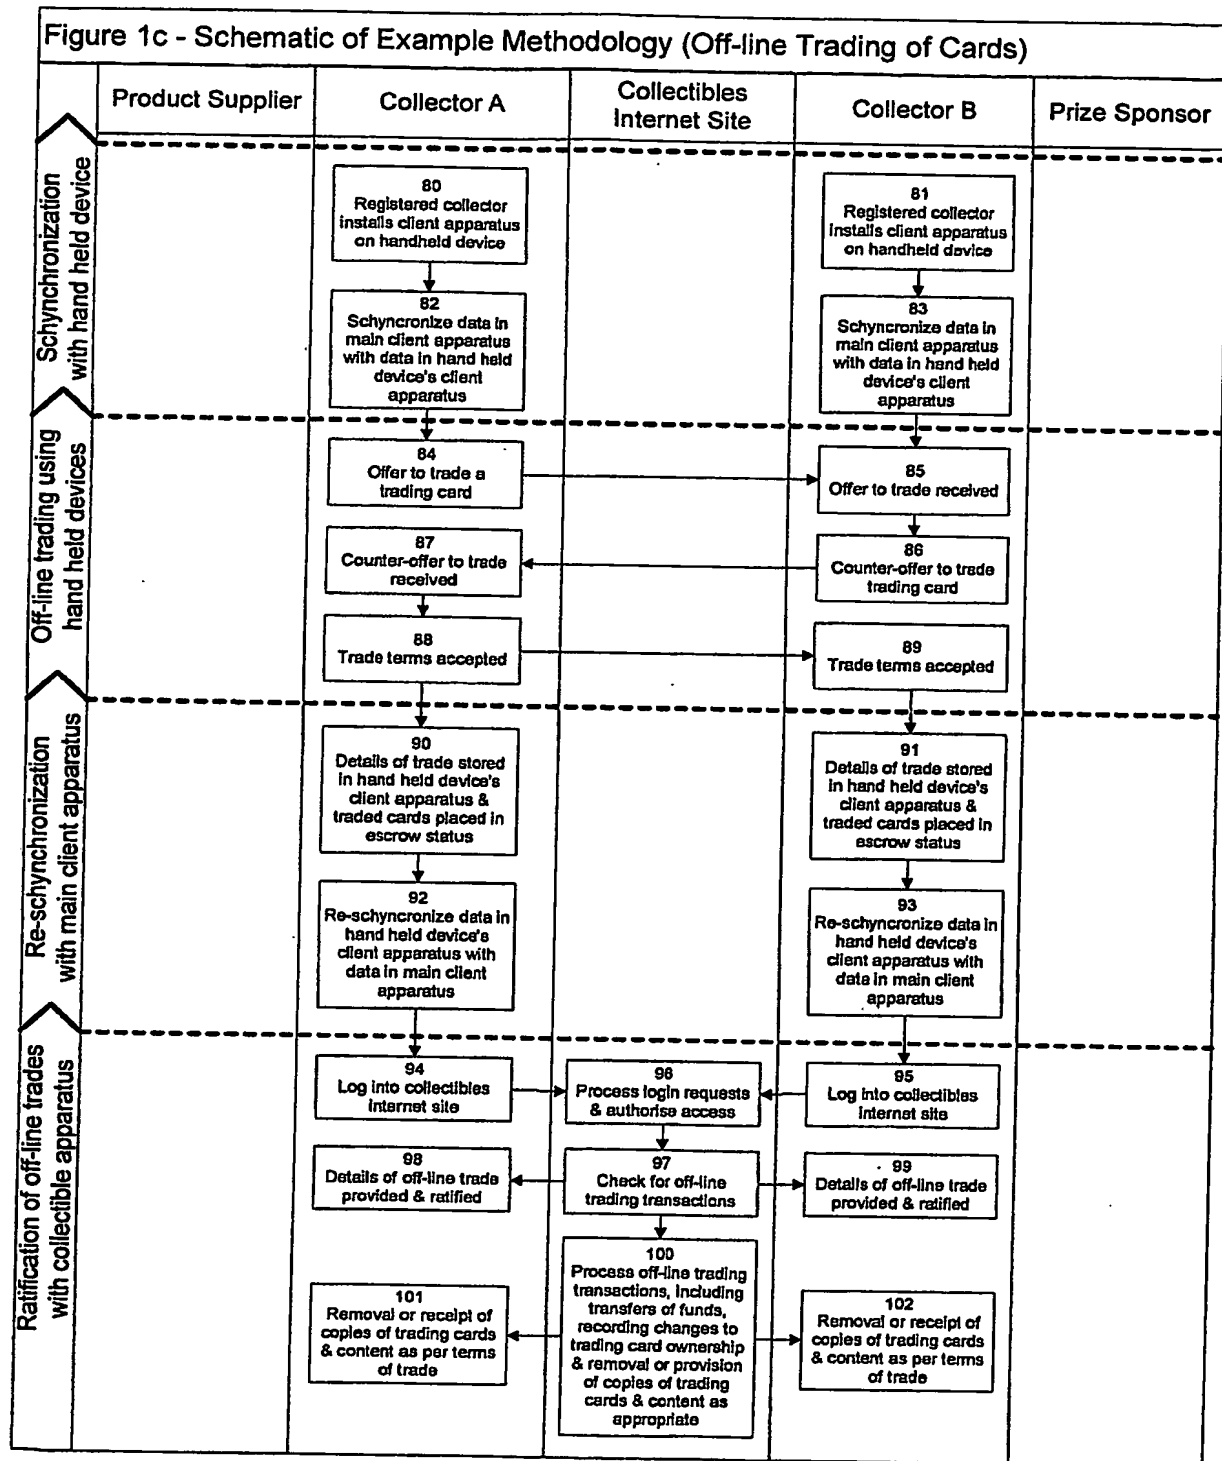 Figure 1c - Schematic of Example Methodology (Off-line Trading of Cards)
Product Supplier
Collector A
Collectibles
Internet Site
Collector B
Prize Sponsor
Schynchronization
with hand held device
80
Registered collector
installs client apparatus
on handheld device
81
Registered collector
installs client apparatus
on handheld device
82
Schyncronize data in
main client apparatus
with data in hand held
device's client
apparatus
83
Schyncronize data in
main client apparatus
with data in hand held
device's client
apparatus
Off-line trading using
hand held devices
84
Offer to trade a
trading card
85
Offer to trade received
87
Counter-offer to trade
received
86
Counter-offer to trade
trading card
88
Trade terms accepted
89
Trade terms accepted
Re-schynchronization
with main client apparatus
90
Details of trade stored
in hand held device's
client apparatus &
traded cards placed in
escrow status
91
Details of trade stored
in hand held device's
client apparatus &
traded cards placed in
escrow status
92
Re-schyncronize data in
hand held device's
client apparatus with
data in main client
apparatus
93
Re-schyncronize data in
hand held device's
client apparatus with
data in main client
apparatus
Ratification of off-line trades
with collectible apparatus
94
Log into collectibles
internet site
96
Process login requests
& authorise access
95
Log into collectibles
internet site
98
Details of off-line trade
provided & ratified
97
Check for off-line
trading transactions
99
Details of off-line trade
provided & ratified
100
Process off-line trading
transactions, including
transfers of funds,
recording changes to
trading card ownership
& removal or provision
of copies of trading
cards & content as
appropriate
101
Removal or receipt of
copies of trading cards
& content as per terms
of trade
102
Removal or receipt of
copies of trading cards
& content as per terms
of trade